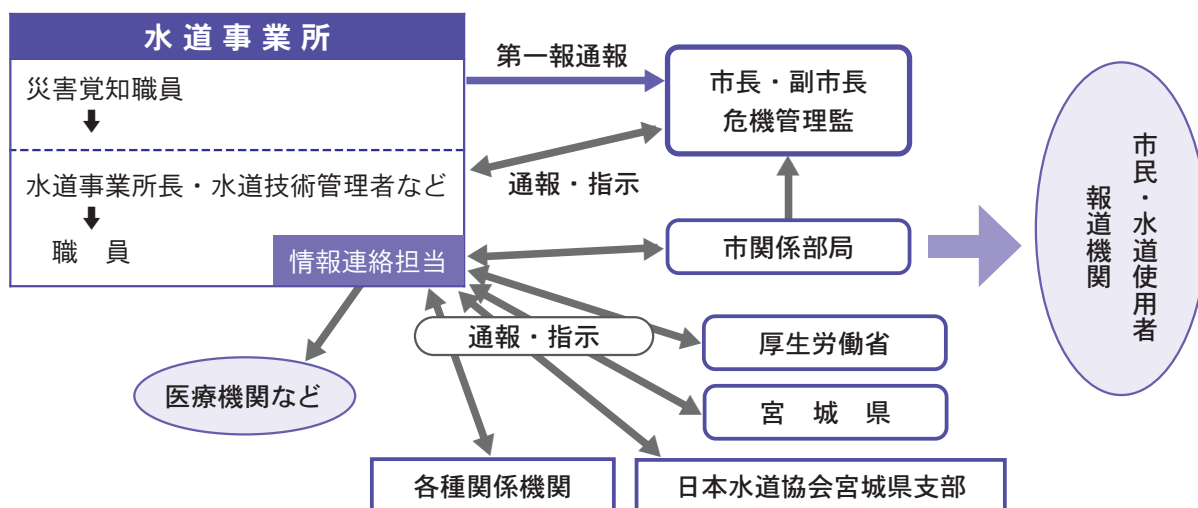 水道事業所
災害覚知職員
水道事業所長・水道技術管理者など
職　員
情報連絡担当
第一報通報
市長・副市長
危機管理監
通報・指示
市関係部局
市民・水道使用者
報道機関
通報・指示
厚生労働省
医療機関など
宮　城　県
各種関係機関
日本水道協会宮城県支部